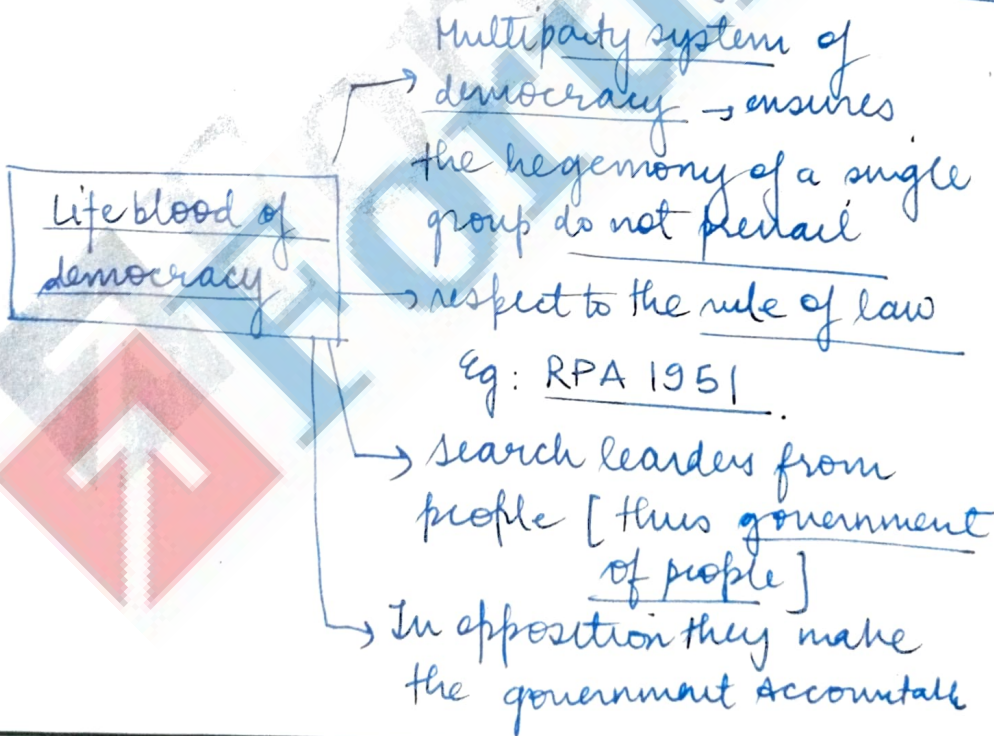 Life blood of
democracy
Multiparty system of
democracy → ensures
the hegemony of a single
group do not prevail
→ respect to the rule of law
Eg: RPA 1951.
→ search learders from
people [thus government
of people]
→ In opposition they make
the government Accountable